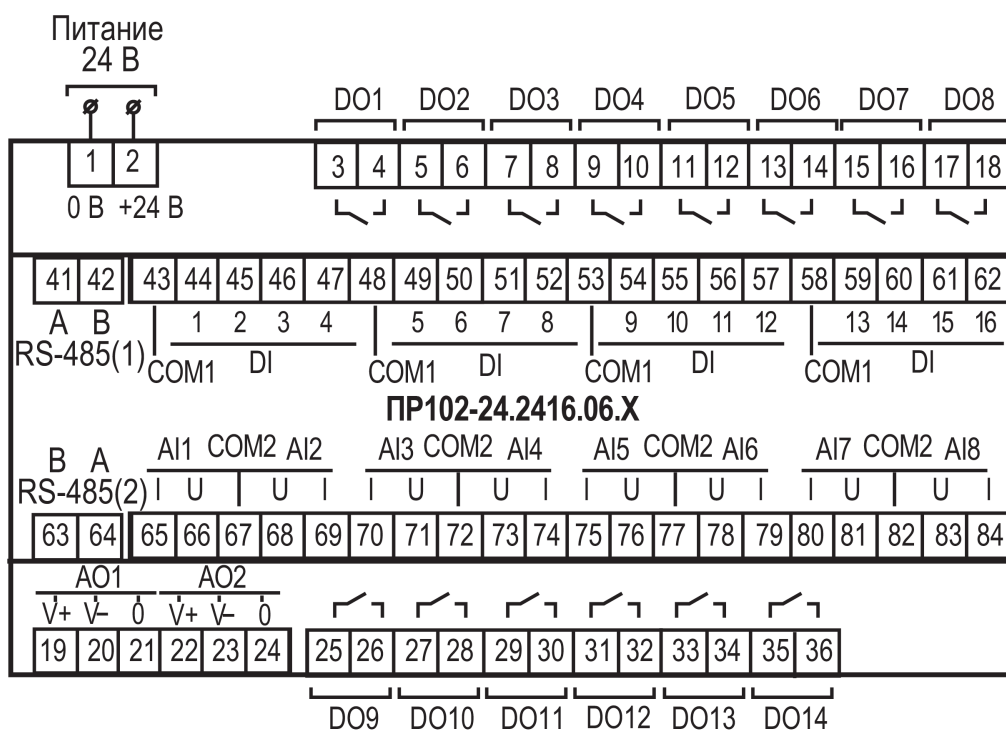 Питание
24 В
DO1 DO2 DO3 DO4 DO5 DO6 DO7 DO8
1 2 3 4 5 6 7 8 9 10 11 12 13 14 15 16 17 18
0 В +24 В
41 42 43 44 45 46 47 48 49 50 51 52 53 54 55 56 57 58 59 60 61 62
A B 1 2 3 4 5 6 7 8 9 10 11 12 13 14 15 16
RS-485(1) COM1 DI COM1 DI COM1 DI COM1 DI
ПР102-24.2416.06.X
B A AI1 COM2 AI2 AI3 COM2 AI4 AI5 COM2 AI6 AI7 COM2 AI8
RS-485(2) I U U I I U U I I U U I I U U I
63 64 65 66 67 68 69 70 71 72 73 74 75 76 77 78 79 80 81 82 83 84
AO1 AO2
V+ V– 0 V+ V– 0
19 20 21 22 23 24 25 26 27 28 29 30 31 32 33 34 35 36
DO9 DO10 DO11 DO12 DO13 DO14